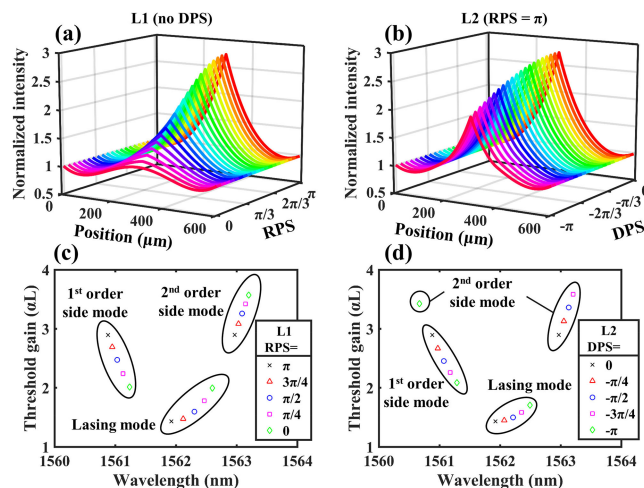 L1 (no DPS)
(a)
Normalized intensity
3
2.5
2
1.5
1
0.5
0
200
400
600
Position (μm)
0
π/3
2π/3
π
RPS
L2 (RPS = π)
(b)
Normalized intensity
3
2.5
2
1.5
1
0.5
0
200
400
600
Position (μm)
-π
-2π/3
-π/3
DPS
(c)
Threshold gain (αL)
4
3
2
1
1560
1561
1562
1563
1564
Wavelength (nm)
1st order
side mode
2nd order
side mode
Lasing mode
L1
RPS=
π
3π/4
π/2
π/4
0
(d)
Threshold gain (αL)
4
3
2
1
1560
1561
1562
1563
1564
Wavelength (nm)
2nd order
side mode
1st order
side mode
Lasing mode
L2
DPS=
0
-π/4
-π/2
-3π/4
-π